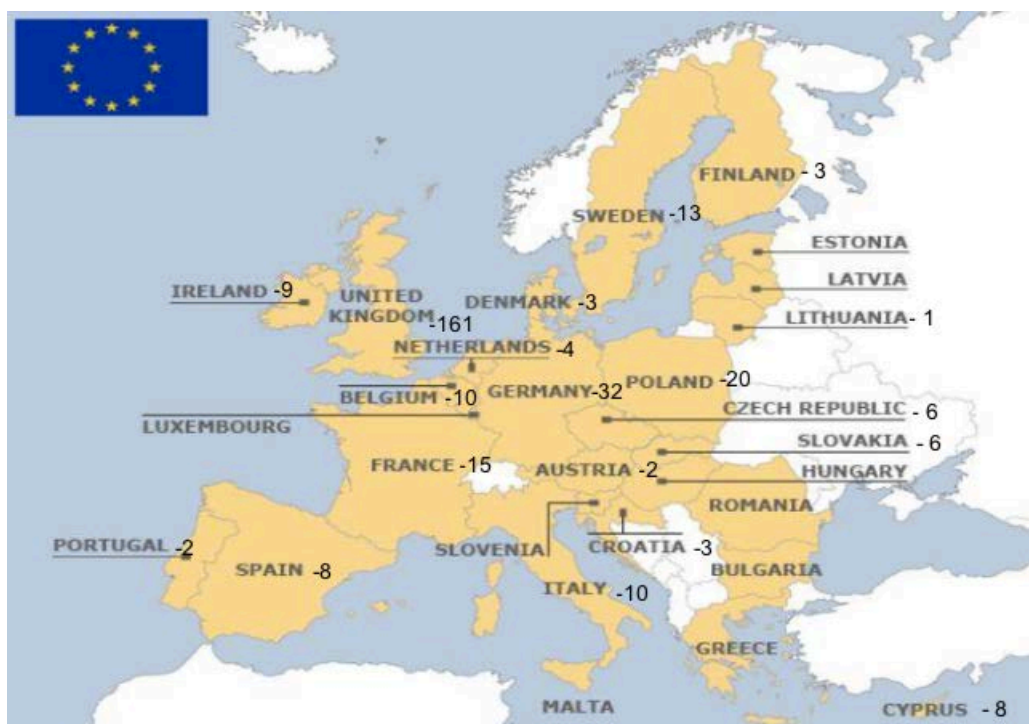 FINLAND - 3
SWEDEN -13
ESTONIA
LATVIA
IRELAND -9
UNITED
KINGDOM -161
DENMARK -3
LITHUANIA - 1
NETHERLANDS -4
BELGIUM -10
GERMANY -32
POLAND -20
LUXEMBOURG
CZECH REPUBLIC - 6
SLOVAKIA - 6
FRANCE -15
AUSTRIA -2
HUNGARY
ROMANIA
PORTUGAL -2
SLOVENIA
CROATIA -3
SPAIN -8
BULGARIA
ITALY -10
GREECE
MALTA
CYPRUS - 8